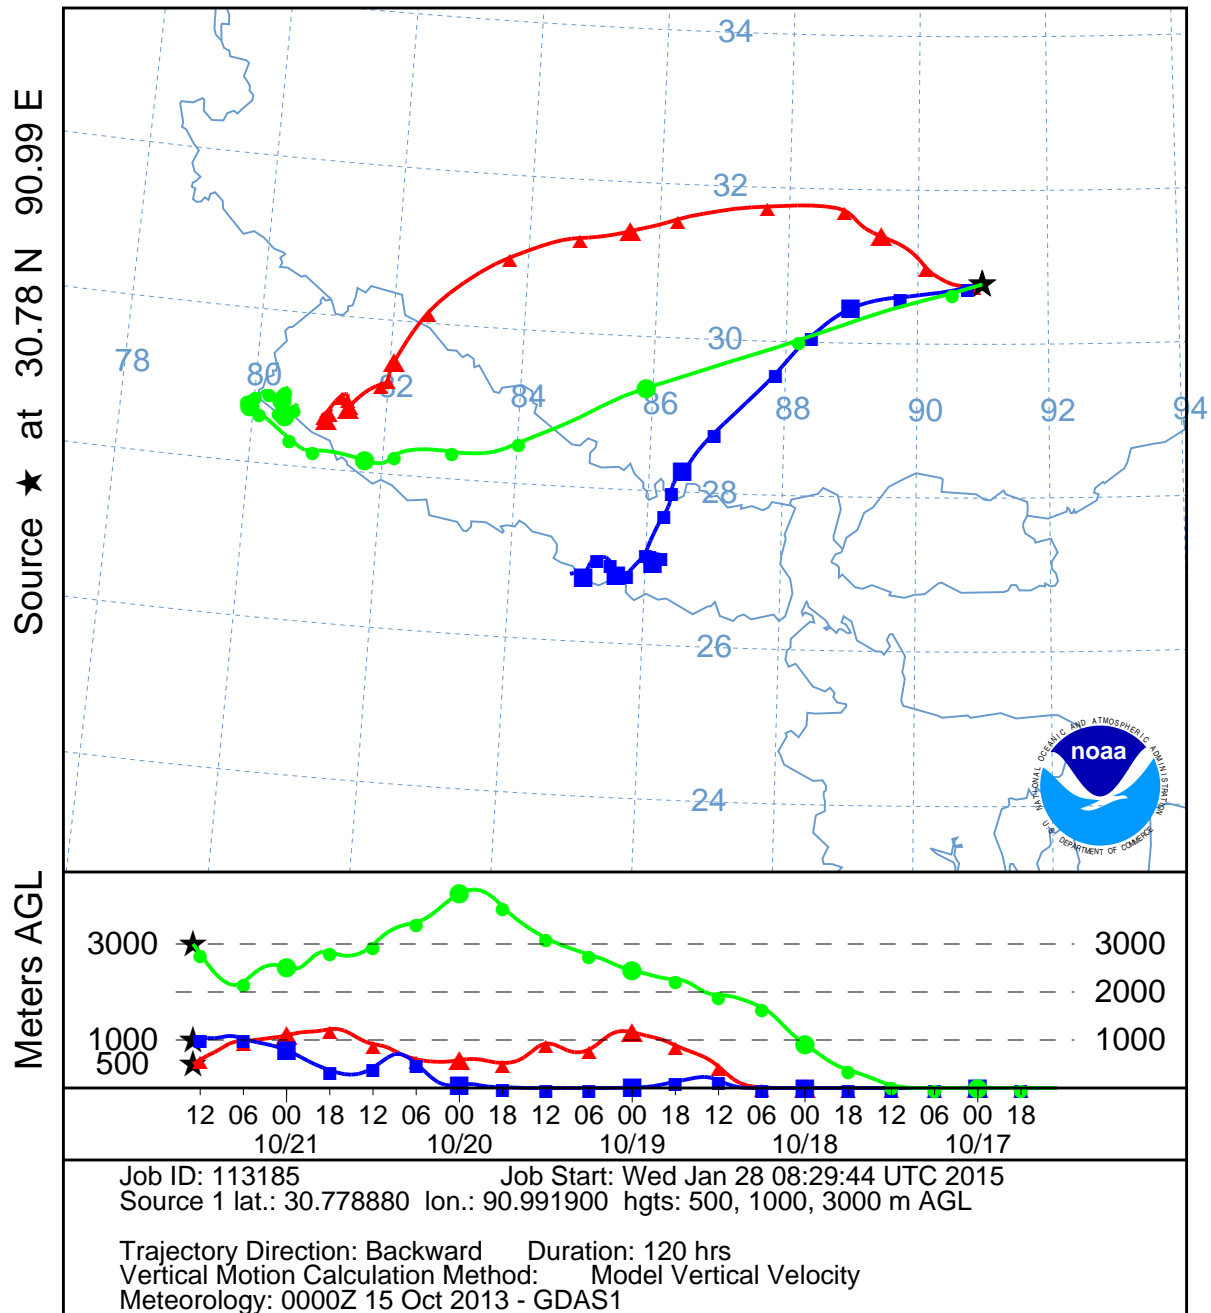 Source ★ at 30.78 N 90.99 E
34
32
30
78
80
82
84
86
88
90
92
94
28
26
24
NATIONAL OCEANIC AND ATMOSPHERIC ADMINISTRATION
noaa
U.S. DEPARTMENT OF COMMERCE
Meters AGL
3000
3000
2000
1000
1000
500
12 06 00 18 12 06 00 18 12 06 00 18 12 06 00 18 12 06 00 18
10/21 10/20 10/19 10/18 10/17
Job ID: 113185 Job Start: Wed Jan 28 08:29:44 UTC 2015
Source 1 lat.: 30.778880 lon.: 90.991900 hgts: 500, 1000, 3000 m AGL
Trajectory Direction: Backward Duration: 120 hrs
Vertical Motion Calculation Method: Model Vertical Velocity
Meteorology: 0000Z 15 Oct 2013 - GDAS1